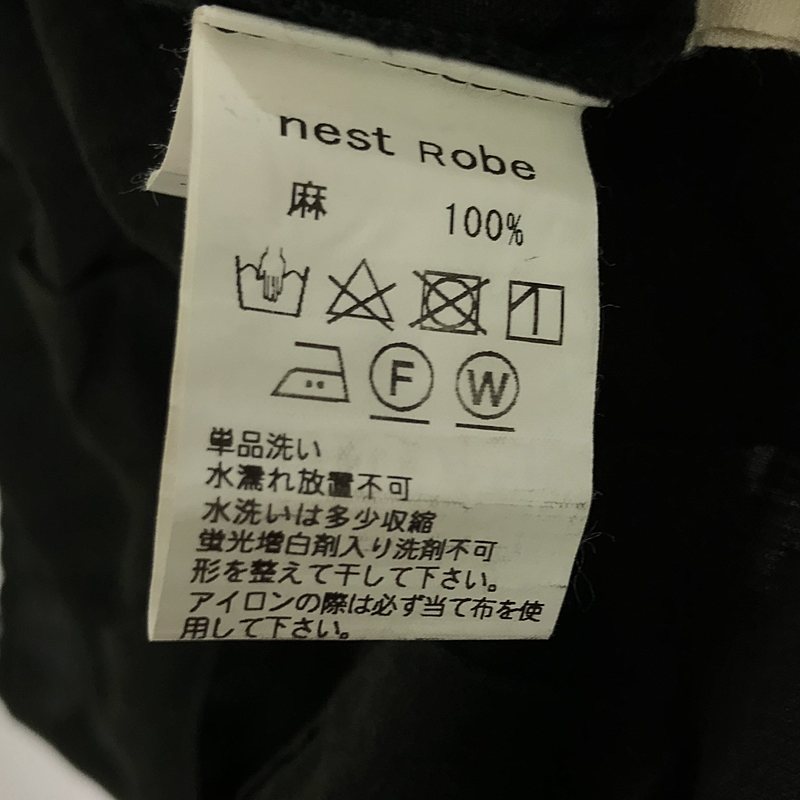 nest Robe
麻 100%
F W
単品洗い
水濡れ放置不可
水洗いは多少収縮
蛍光増白剤入り洗剤不可
形を整えて干して下さい。
アイロンの際は必ず当て布を使
用して下さい。